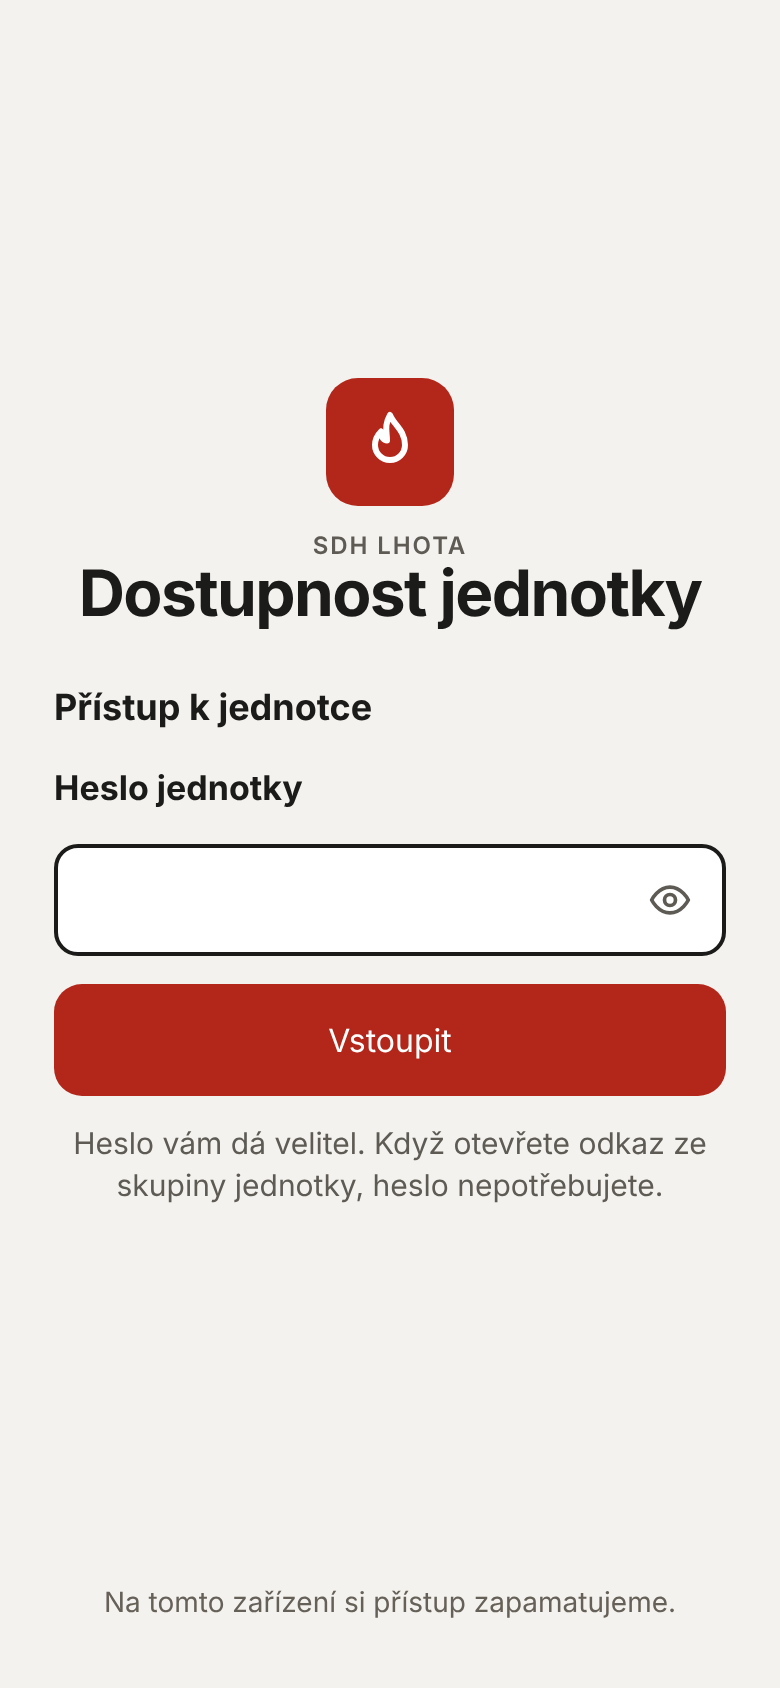 SDH LHOTA
Dostupnost jednotky
Přístup k jednotce
Heslo jednotky
Vstoupit
Heslo vám dá velitel. Když otevřete odkaz ze
skupiny jednotky, heslo nepotřebujete.
Na tomto zařízení si přístup zapamatujeme.